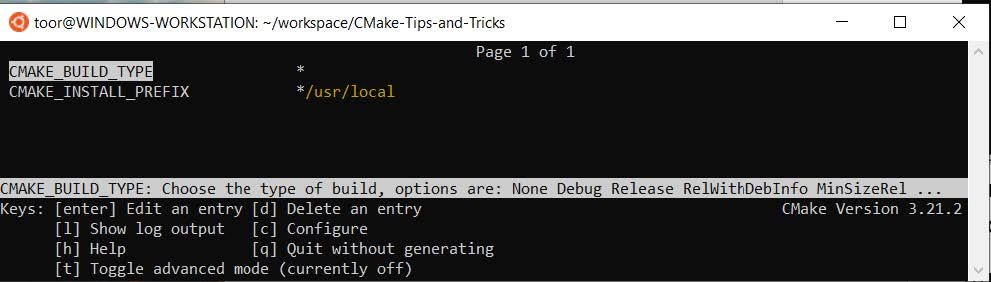 toor@WINDOWS-WORKSTATION: ~/workspace/CMake-Tips-and-Tricks
Page 1 of 1
CMAKE_BUILD_TYPE *
CMAKE_INSTALL_PREFIX */usr/local
CMAKE_BUILD_TYPE: Choose the type of build, options are: None Debug Release RelWithDebInfo MinSizeRel ...
Keys: [enter] Edit an entry [d] Delete an entry CMake Version 3.21.2
[l] Show log output [c] Configure
[h] Help [q] Quit without generating
[t] Toggle advanced mode (currently off)